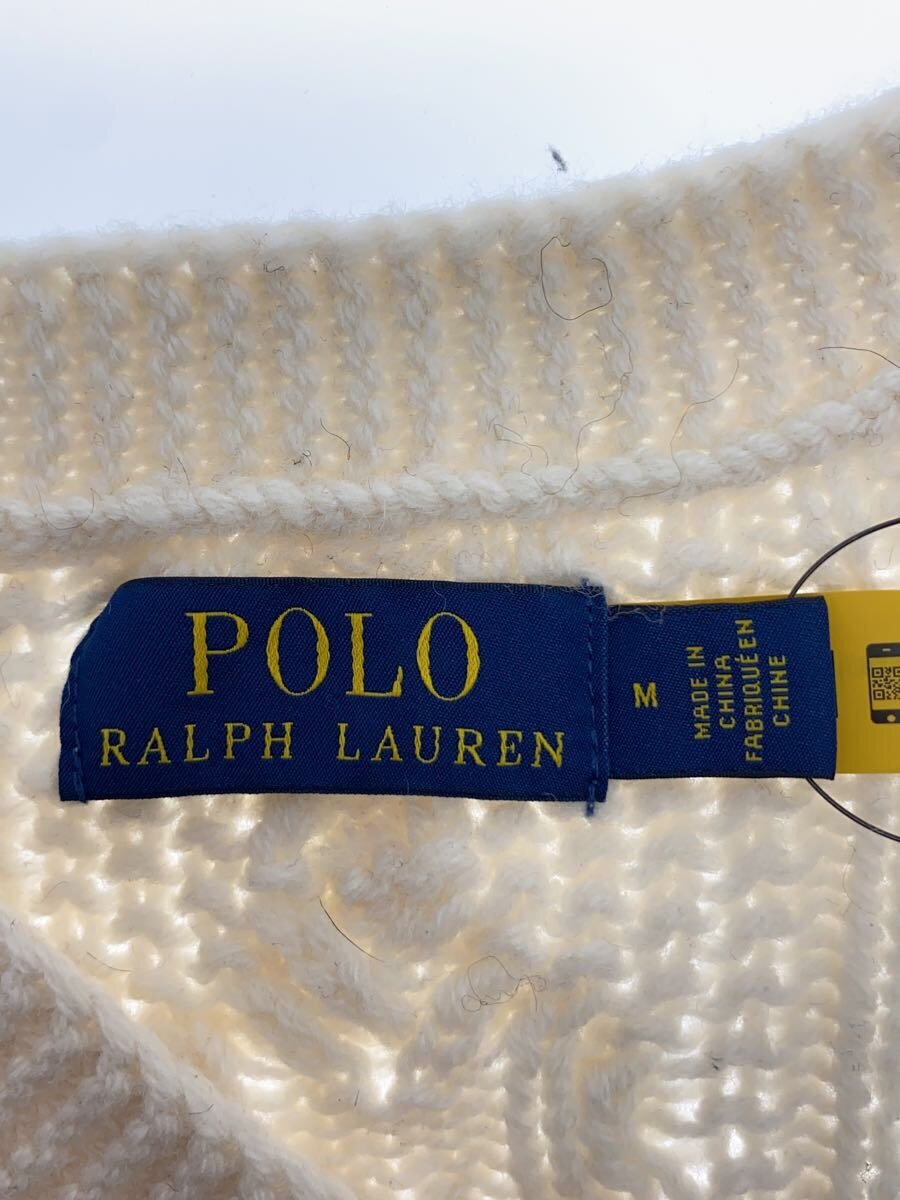 POLO
RALPH LAUREN
M
MADE IN
CHINA
FABRIQUÉ EN
CHINE